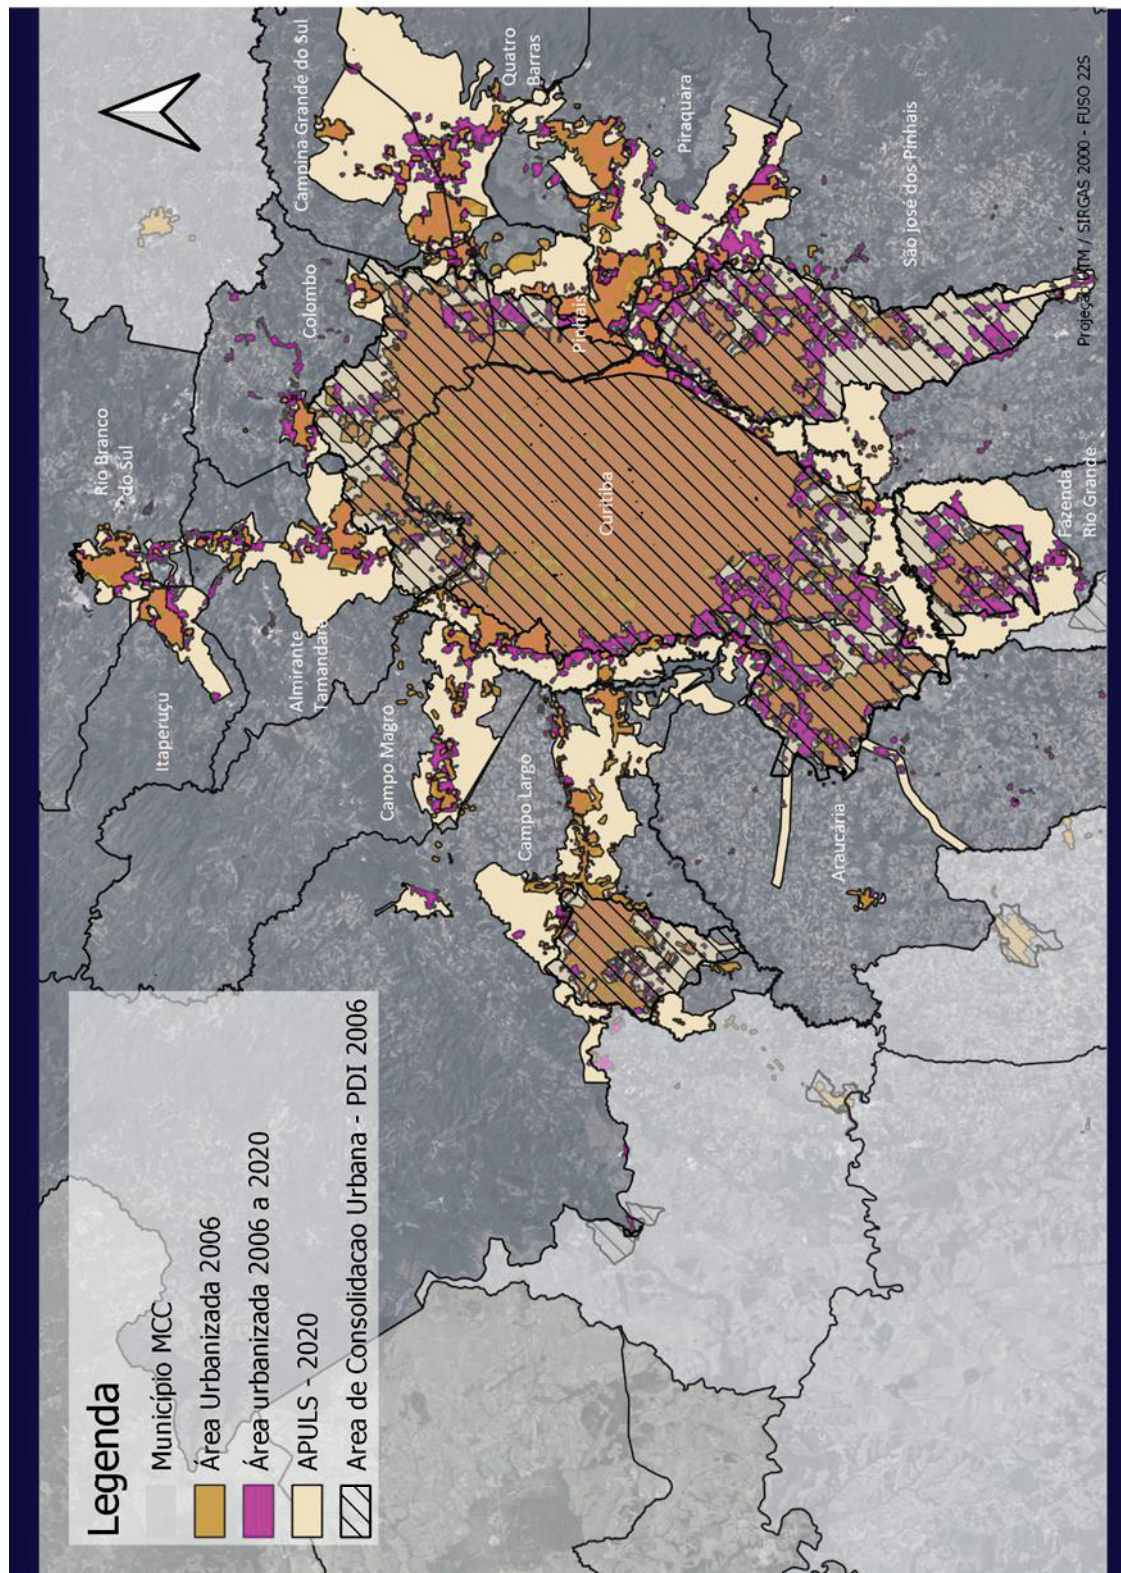 Legenda
Município MCC
Área Urbanizada 2006
Área urbanizada 2006 a 2020
APULS - 2020
Area de Consolidacao Urbana - PDI 2006
Rio Branco
do Sul
Itaperuçu
Almirante
Tamandaré
Colombo
Campina Grande do Sul
Quatro
Barras
Campo Magro
Campo Largo
Curitiba
Pinhais
Piraquara
Araucária
Fazenda
Rio Grande
São José dos Pinhais
Projeção UTM / SIRGAS 2000 - FUSO 22S